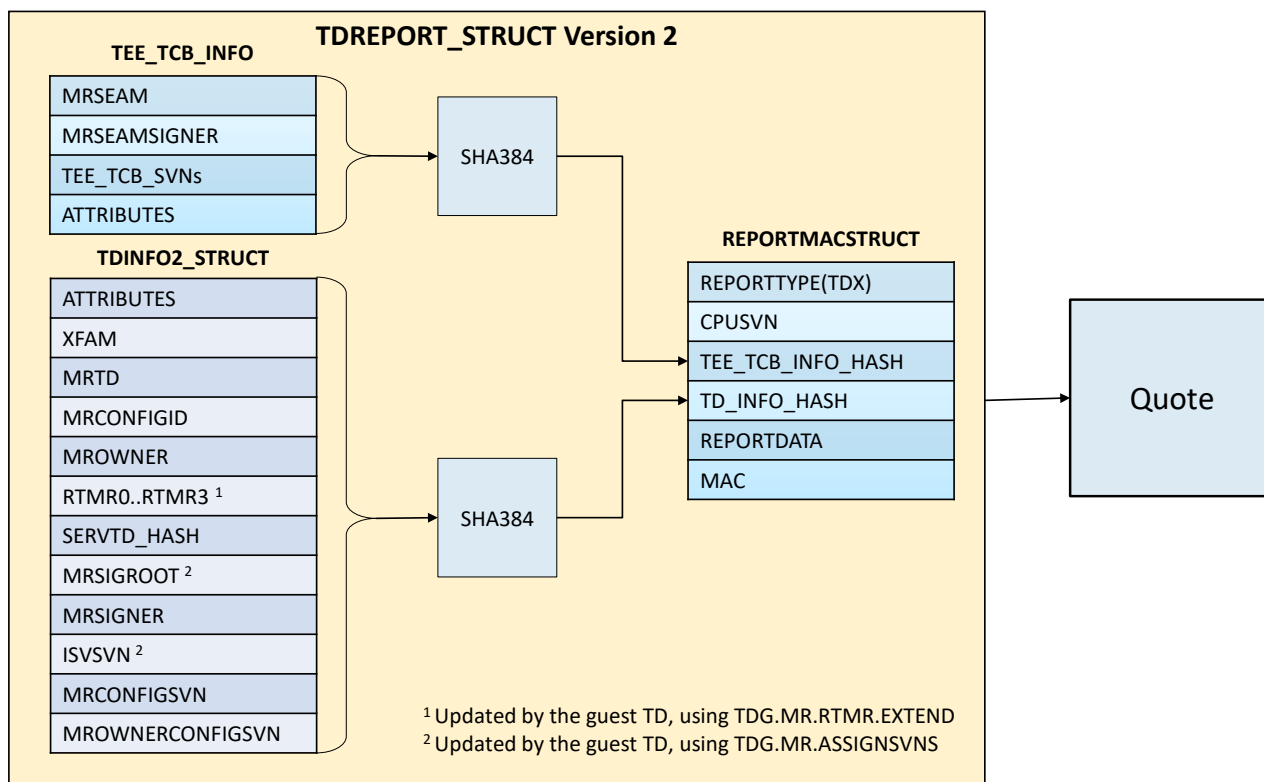 TDREPORT_STRUCT Version 2
TEE_TCB_INFO
MRSEAM
MRSEAMSIGNER
TEE_TCB_SVNs
ATTRIBUTES
SHA384
TDINFO2_STRUCT
ATTRIBUTES
XFAM
MRTD
MRCONFIGID
MROWNER
RTMR0..RTMR3 ¹
SERVTD_HASH
MRSIGROOT ²
MRSIGNER
ISVSVN ²
MRCONFIGSVN
MROWNERCONFIGSVN
SHA384
REPORTMACSTRUCT
REPORTTYPE(TDX)
CPUSVN
TEE_TCB_INFO_HASH
TD_INFO_HASH
REPORTDATA
MAC
Quote
¹ Updated by the guest TD, using TDG.MR.RTMR.EXTEND
² Updated by the guest TD, using TDG.MR.ASSIGNSVNS